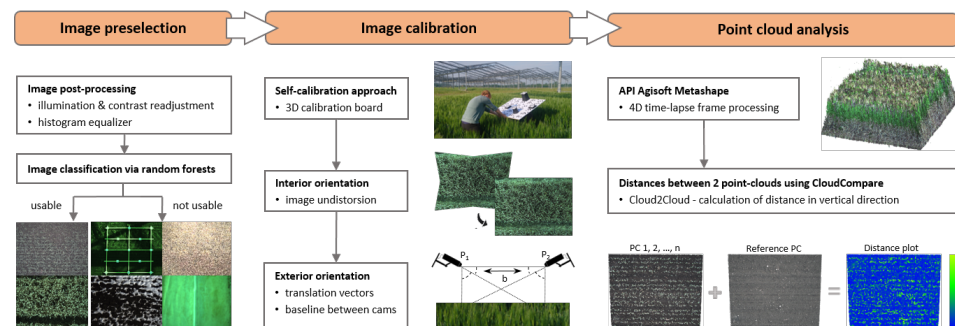 Image preselection
Image calibration
Point cloud analysis
Image post-processing
• illumination & contrast readjustment
• histogram equalizer
Image classification via random forests
usable
not usable
Self-calibration approach
• 3D calibration board
Interior orientation
• image undistorsion
Exterior orientation
• translation vectors
• baseline between cams
P1
P2
b
API Agisoft Metashape
• 4D time-lapse frame processing
Distances between 2 point-clouds using CloudCompare
• Cloud2Cloud - calculation of distance in vertical direction
PC 1, 2, ..., n
Reference PC
Distance plot
+
=